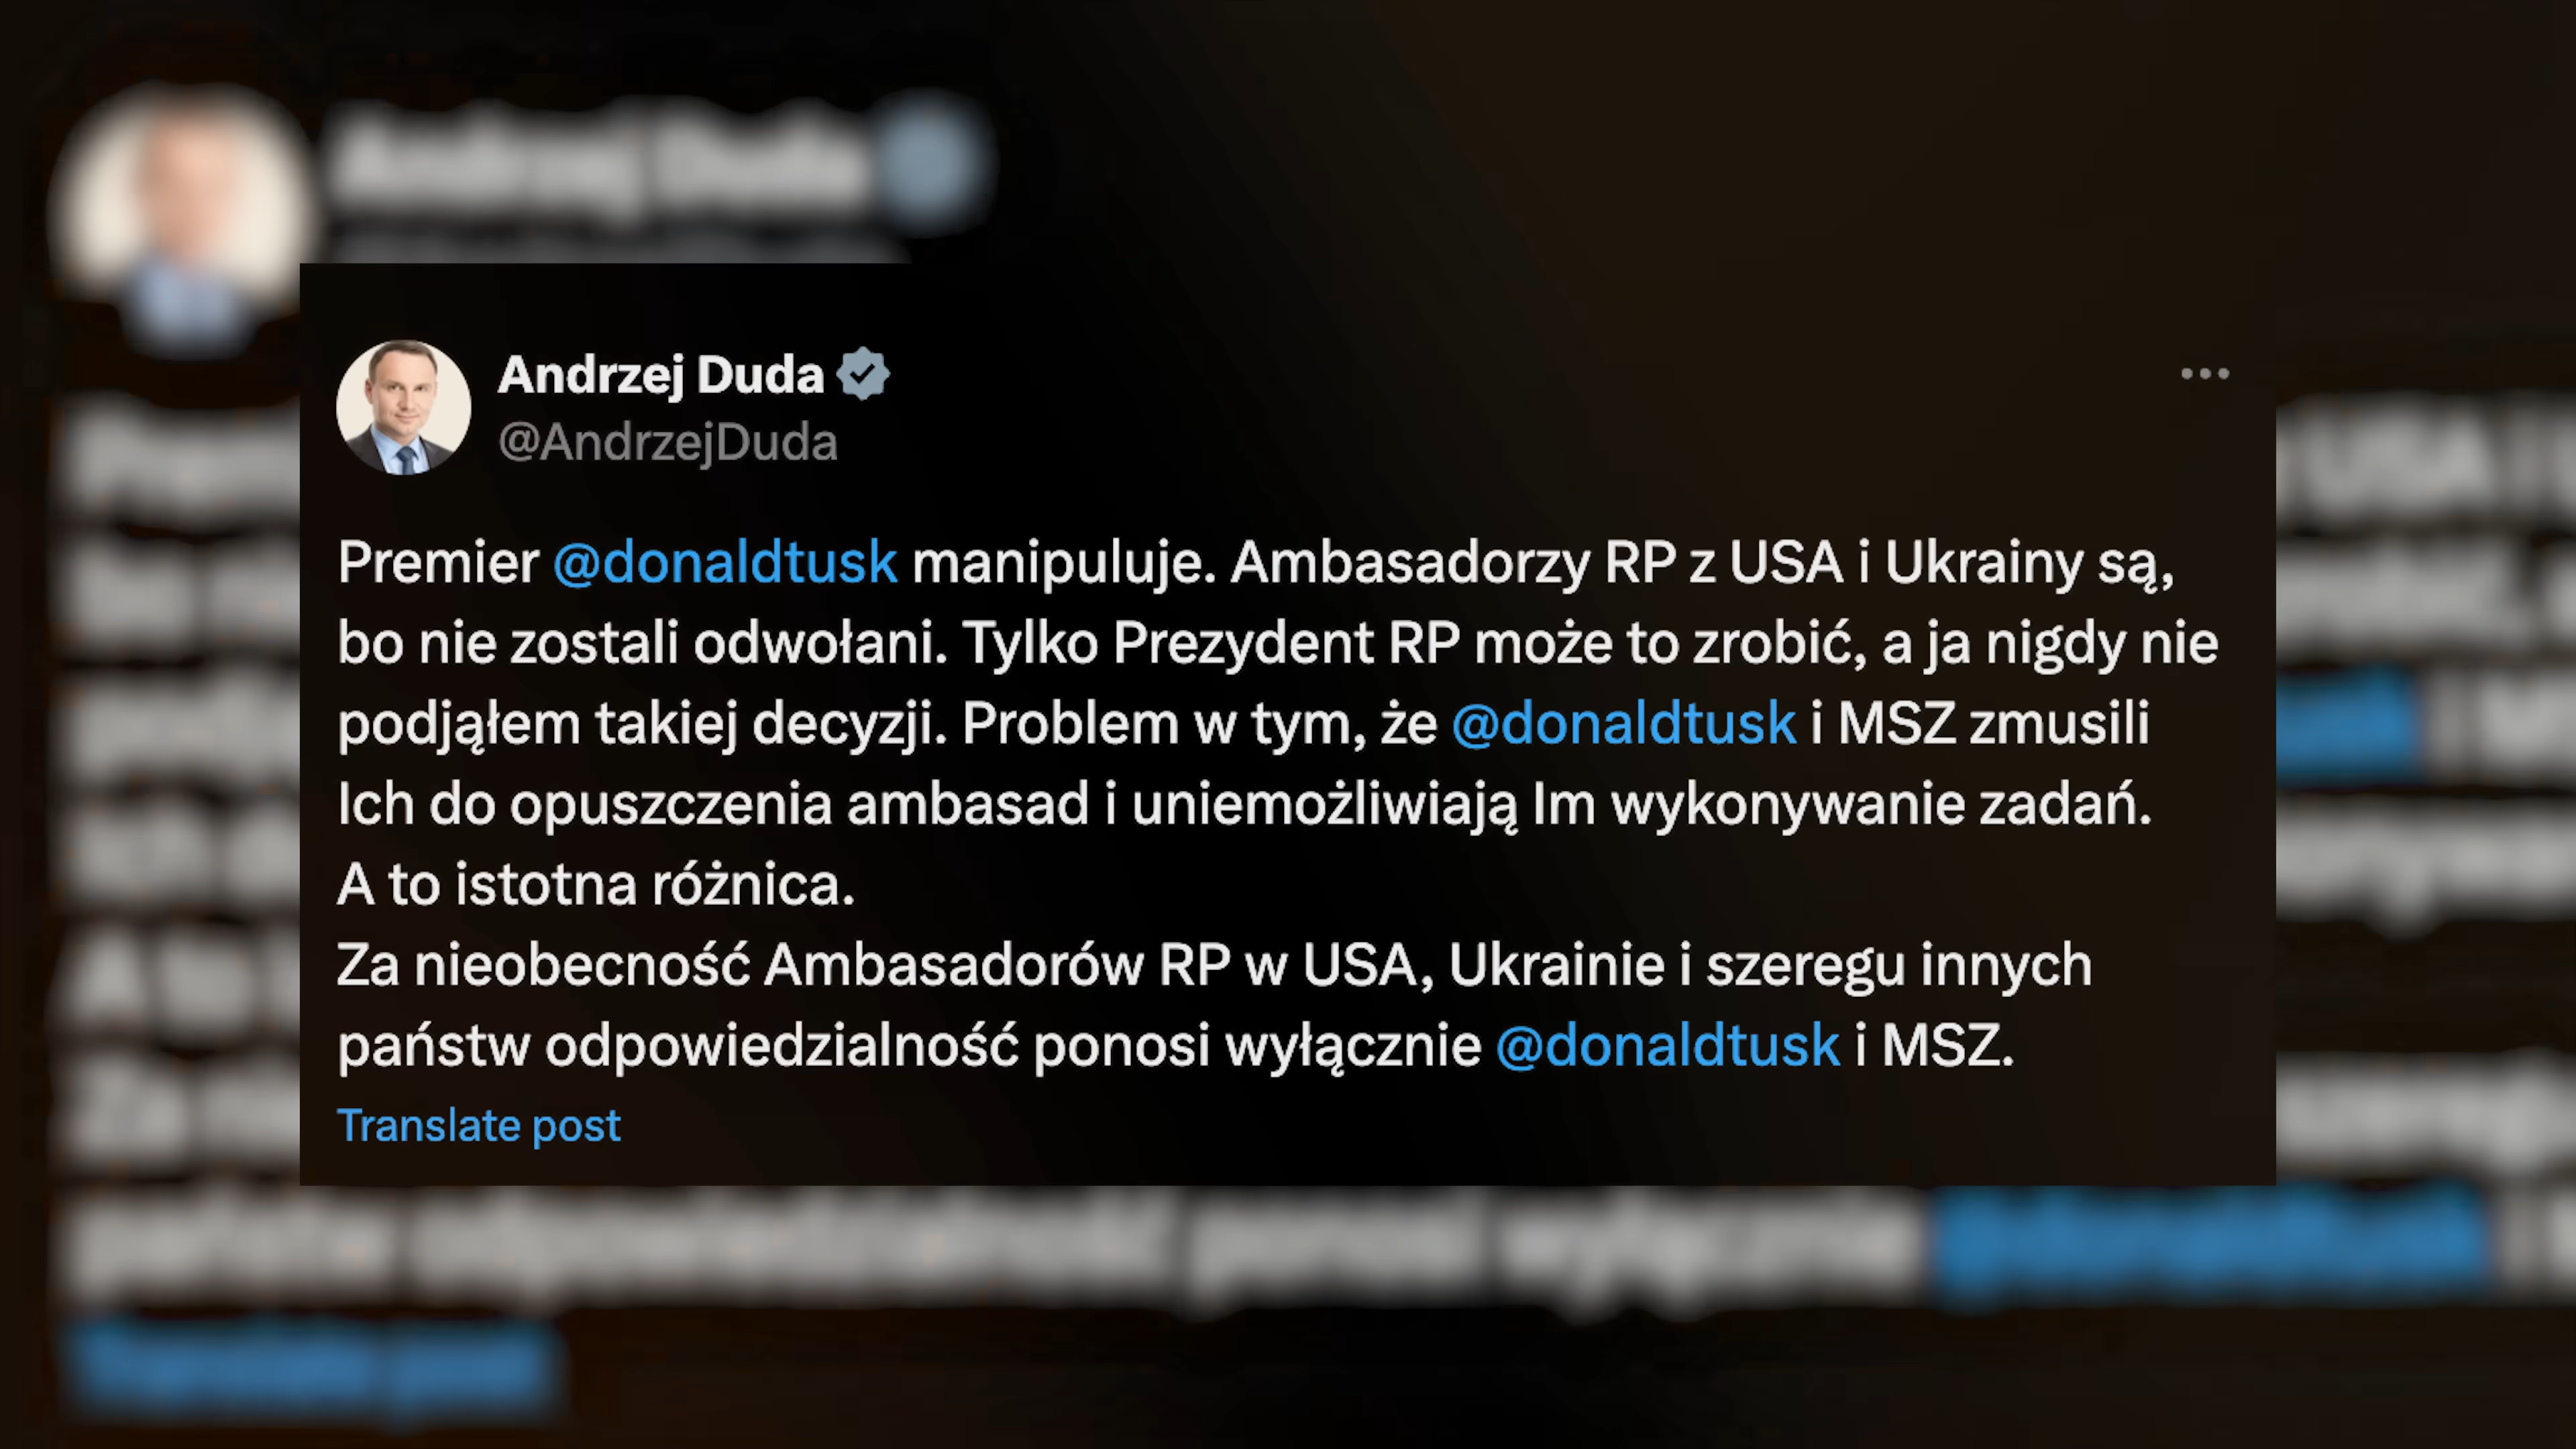 Andrzej Duda
@AndrzejDuda
Premier @donaldtusk manipuluje. Ambasadorzy RP z USA i Ukrainy są,
bo nie zostali odwołani. Tylko Prezydent RP może to zrobić, a ja nigdy nie
podjąłem takiej decyzji. Problem w tym, że @donaldtusk i MSZ zmusili
Ich do opuszczenia ambasad i uniemożliwiają Im wykonywanie zadań.
A to istotna różnica.
Za nieobecność Ambasadorów RP w USA, Ukrainie i szeregu innych
państw odpowiedzialność ponosi wyłącznie @donaldtusk i MSZ.
Translate post